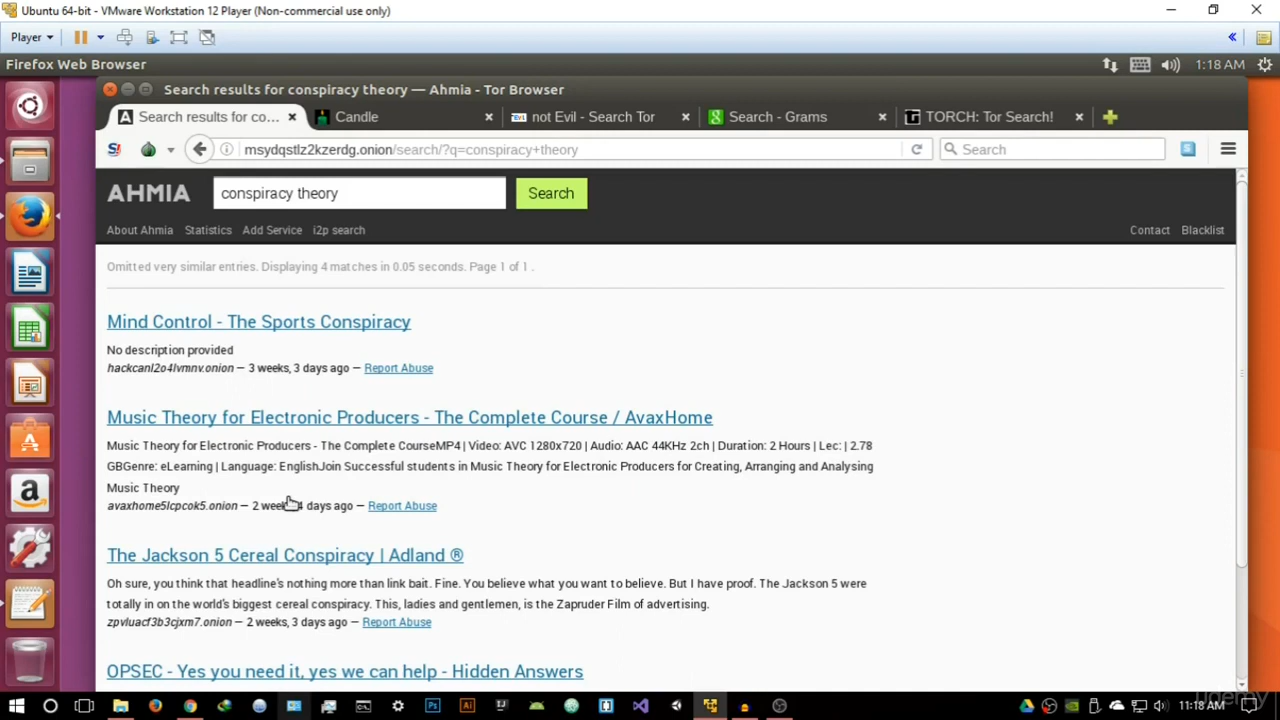 Ubuntu 64-bit - VMware Workstation 12 Player (Non-commercial use only)
Player
Firefox Web Browser
1:18 AM
Search results for conspiracy theory — Ahmia - Tor Browser
Search results for co...
Candle
not Evil - Search Tor
Search - Grams
TORCH: Tor Search!
msydqstlz2kzerdg.onion/search/?q=conspiracy+theory
Search
AHMIA
conspiracy theory
Search
About Ahmia
Statistics
Add Service
i2p search
Contact
Blacklist
Omitted very similar entries. Displaying 4 matches in 0.05 seconds. Page 1 of 1 .
Mind Control - The Sports Conspiracy
No description provided
hackcanl2o4lvmnv.onion — 3 weeks, 3 days ago — Report Abuse
Music Theory for Electronic Producers - The Complete Course / AvaxHome
Music Theory for Electronic Producers - The Complete CourseMP4 | Video: AVC 1280x720 | Audio: AAC 44KHz 2ch | Duration: 2 Hours | Lec: | 2.78
GBGenre: eLearning | Language: EnglishJoin Successful students in Music Theory for Electronic Producers for Creating, Arranging and Analysing
Music Theory
avaxhome5lcpcok5.onion — 2 week 4 days ago — Report Abuse
The Jackson 5 Cereal Conspiracy | Adland ®
Oh sure, you think that headline's nothing more than link bait. Fine. You believe what you want to believe. But I have proof. The Jackson 5 were
totally in on the world's biggest cereal conspiracy. This, ladies and gentlemen, is the Zapruder Film of advertising.
zpvluacf3b3cjxm7.onion — 2 weeks, 3 days ago — Report Abuse
OPSEC - Yes you need it, yes we can help - Hidden Answers
11:18 AM
udemy